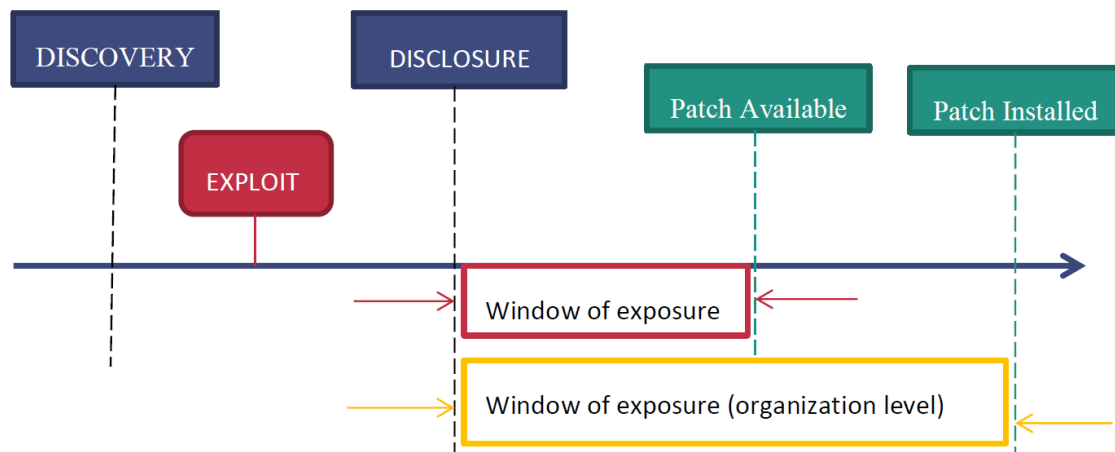 DISCOVERY
DISCLOSURE
Patch Available
Patch Installed
EXPLOIT
Window of exposure
Window of exposure (organization level)